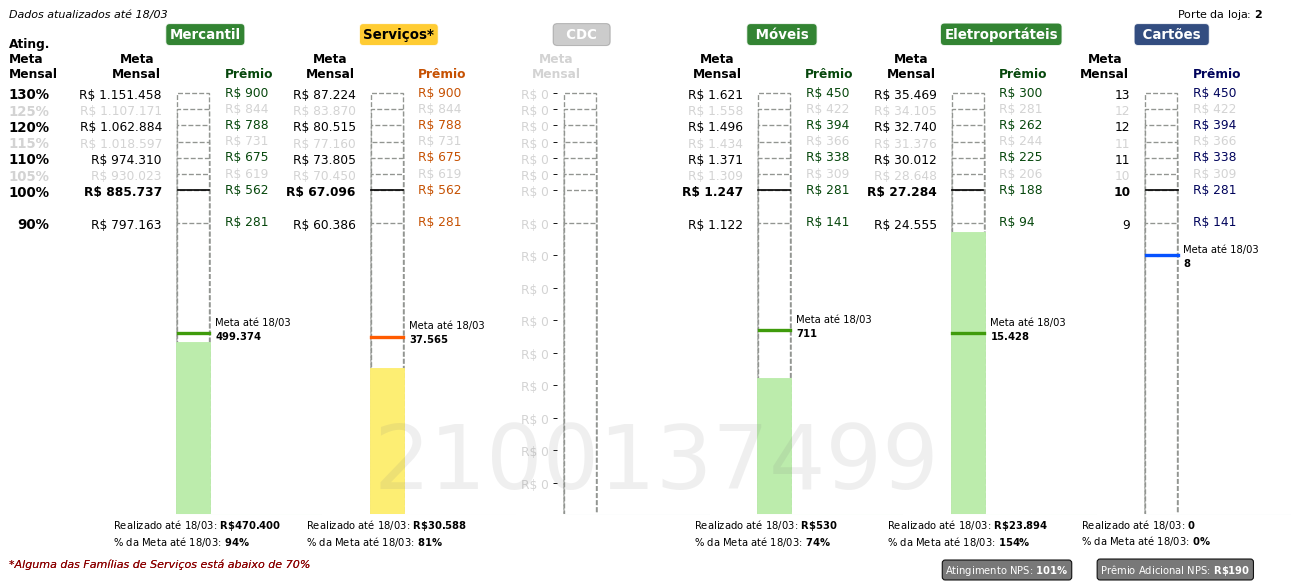 Dados atualizados até 18/03
Porte da loja: 2
Mercantil Serviços* CDC Móveis Eletroportáteis Cartões
Ating. Meta Mensal
Meta Mensal Prêmio Meta Mensal Prêmio Meta Mensal Meta Mensal Prêmio Meta Mensal Prêmio Meta Mensal Prêmio
130% R$ 1.151.458 R$ 900 R$ 87.224 R$ 900 R$ 0 R$ 1.621 R$ 450 R$ 35.469 R$ 300 13 R$ 450
125% R$ 1.107.171 R$ 844 R$ 83.870 R$ 844 R$ 0 R$ 1.558 R$ 422 R$ 34.105 R$ 281 12 R$ 422
120% R$ 1.062.884 R$ 788 R$ 80.515 R$ 788 R$ 0 R$ 1.496 R$ 394 R$ 32.740 R$ 262 12 R$ 394
115% R$ 1.018.597 R$ 731 R$ 77.160 R$ 731 R$ 0 R$ 1.434 R$ 366 R$ 31.376 R$ 244 11 R$ 366
110% R$ 974.310 R$ 675 R$ 73.805 R$ 675 R$ 0 R$ 1.371 R$ 338 R$ 30.012 R$ 225 11 R$ 338
105% R$ 930.023 R$ 619 R$ 70.450 R$ 619 R$ 0 R$ 1.309 R$ 309 R$ 28.648 R$ 206 10 R$ 309
100% R$ 885.737 R$ 562 R$ 67.096 R$ 562 R$ 0 R$ 1.247 R$ 281 R$ 27.284 R$ 188 10 R$ 281
90% R$ 797.163 R$ 281 R$ 60.386 R$ 281 R$ 0 R$ 1.122 R$ 141 R$ 24.555 R$ 94 9 R$ 141
R$ 0
R$ 0
R$ 0
R$ 0
R$ 0
R$ 0
R$ 0
R$ 0
Meta até 18/03
499.374
Meta até 18/03
37.565
Meta até 18/03
711
Meta até 18/03
15.428
Meta até 18/03
8
2100137499
Realizado até 18/03: R$470.400
% da Meta até 18/03: 94%
Realizado até 18/03: R$30.588
% da Meta até 18/03: 81%
Realizado até 18/03: R$530
% da Meta até 18/03: 74%
Realizado até 18/03: R$23.894
% da Meta até 18/03: 154%
Realizado até 18/03: 0
% da Meta até 18/03: 0%
*Alguma das Famílias de Serviços está abaixo de 70%
Atingimento NPS: 101%
Prêmio Adicional NPS: R$190